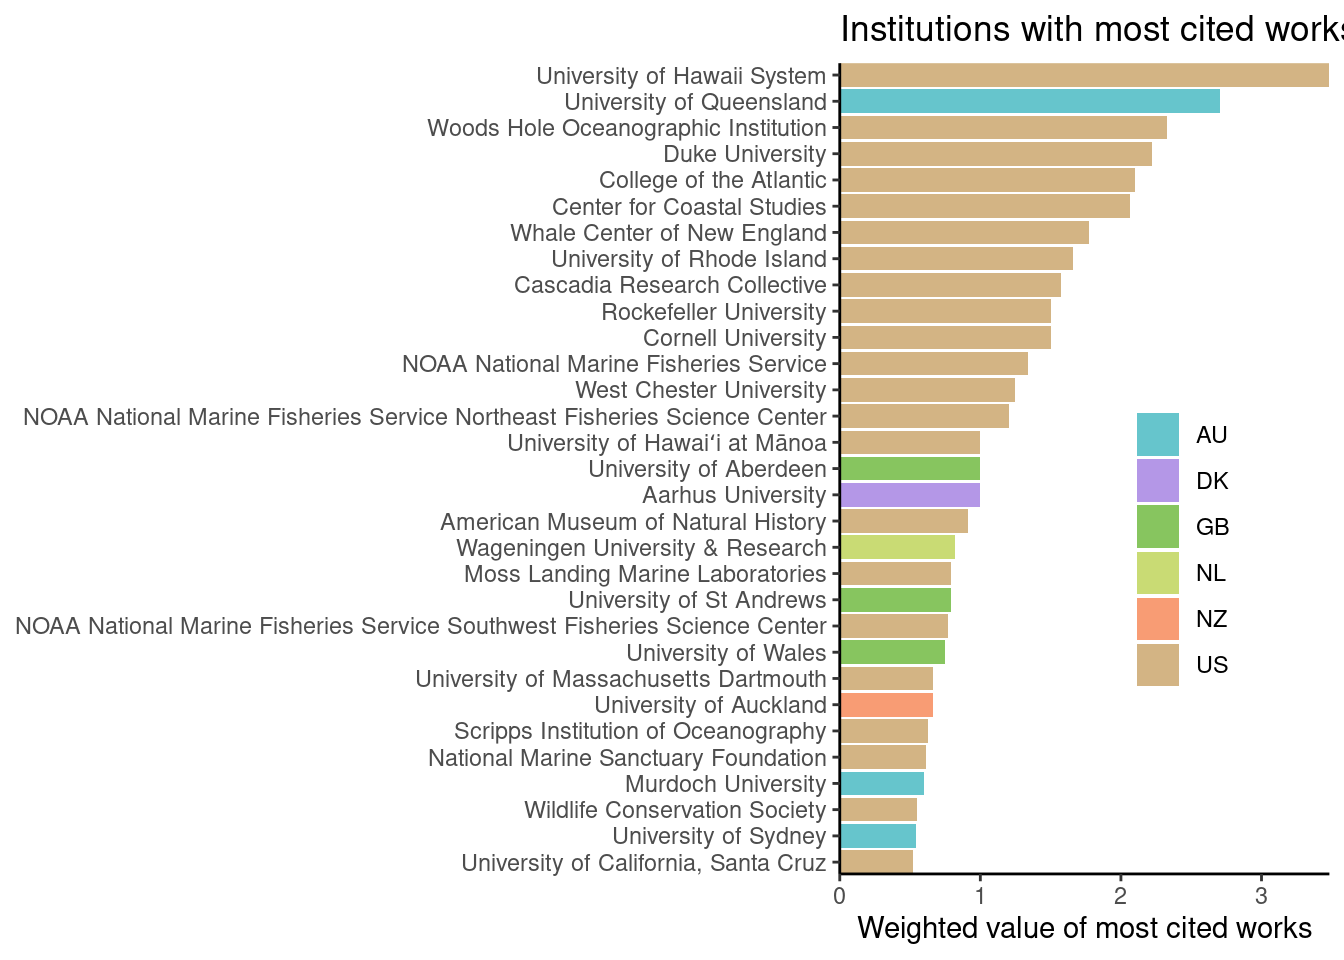 Institutions with most cited works
University of Hawaii System
University of Queensland
Woods Hole Oceanographic Institution
Duke University
College of the Atlantic
Center for Coastal Studies
Whale Center of New England
University of Rhode Island
Cascadia Research Collective
Rockefeller University
Cornell University
NOAA National Marine Fisheries Service
West Chester University
NOAA National Marine Fisheries Service Northeast Fisheries Science Center
University of Hawaiʻi at Mānoa
University of Aberdeen
Aarhus University
American Museum of Natural History
Wageningen University & Research
Moss Landing Marine Laboratories
University of St Andrews
NOAA National Marine Fisheries Service Southwest Fisheries Science Center
University of Wales
University of Massachusetts Dartmouth
University of Auckland
Scripps Institution of Oceanography
National Marine Sanctuary Foundation
Murdoch University
Wildlife Conservation Society
University of Sydney
University of California, Santa Cruz
AU
DK
GB
NL
NZ
US
0 1 2 3
Weighted value of most cited works